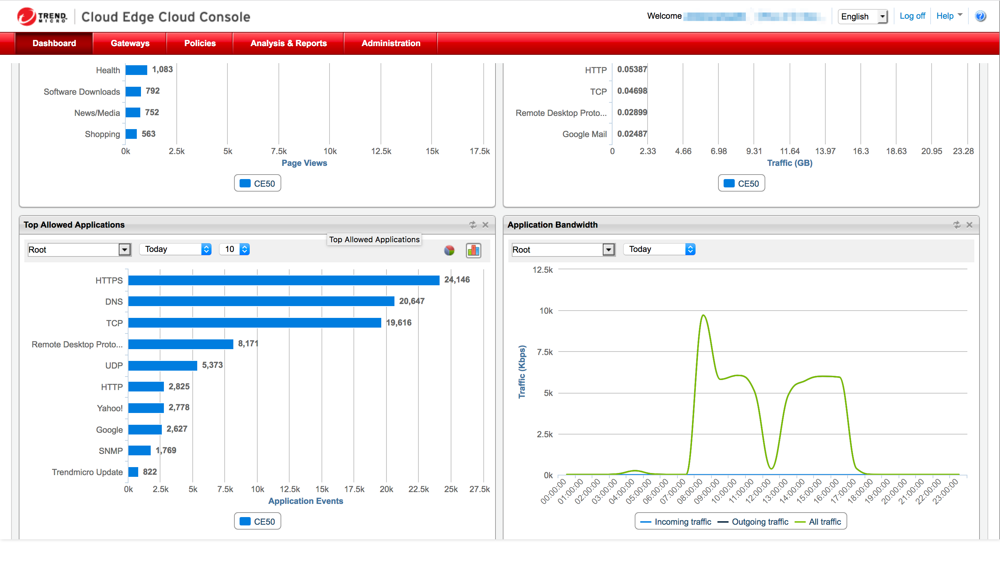 TREND MICRO Cloud Edge Cloud Console
Welcome
English
Log off
Help
?
Dashboard
Gateways
Policies
Analysis & Reports
Administration
Health 1,083
Software Downloads 792
News/Media 752
Shopping 563
0k 2.5k 5k 7.5k 10k 12.5k 15k 17.5k
Page Views
CE50
HTTP 0.05387
TCP 0.04698
Remote Desktop Proto... 0.02899
Google Mail 0.02487
0 2.33 4.66 6.98 9.31 11.64 13.97 16.3 18.63 20.95 23.28
Traffic (GB)
CE50
Top Allowed Applications
Top Allowed Applications
Root
Today
10
HTTPS 24,146
DNS 20,647
TCP 19,616
Remote Desktop Proto... 8,171
UDP 5,373
HTTP 2,825
Yahoo! 2,778
Google 2,627
SNMP 1,769
Trendmicro Update 822
0k 2.5k 5k 7.5k 10k 12.5k 15k 17.5k 20k 22.5k 25k 27.5k
Application Events
CE50
Application Bandwidth
Root
Today
12.5k
10k
7.5k
5k
2.5k
0k
Traffic (Kbps)
00:00:00 01:00:00 02:00:00 03:00:00 04:00:00 05:00:00 06:00:00 07:00:00 08:00:00 09:00:00 10:00:00 11:00:00 12:00:00 13:00:00 14:00:00 15:00:00 16:00:00 17:00:00 18:00:00 19:00:00 20:00:00 21:00:00 22:00:00 23:00:00
Incoming traffic Outgoing traffic All traffic